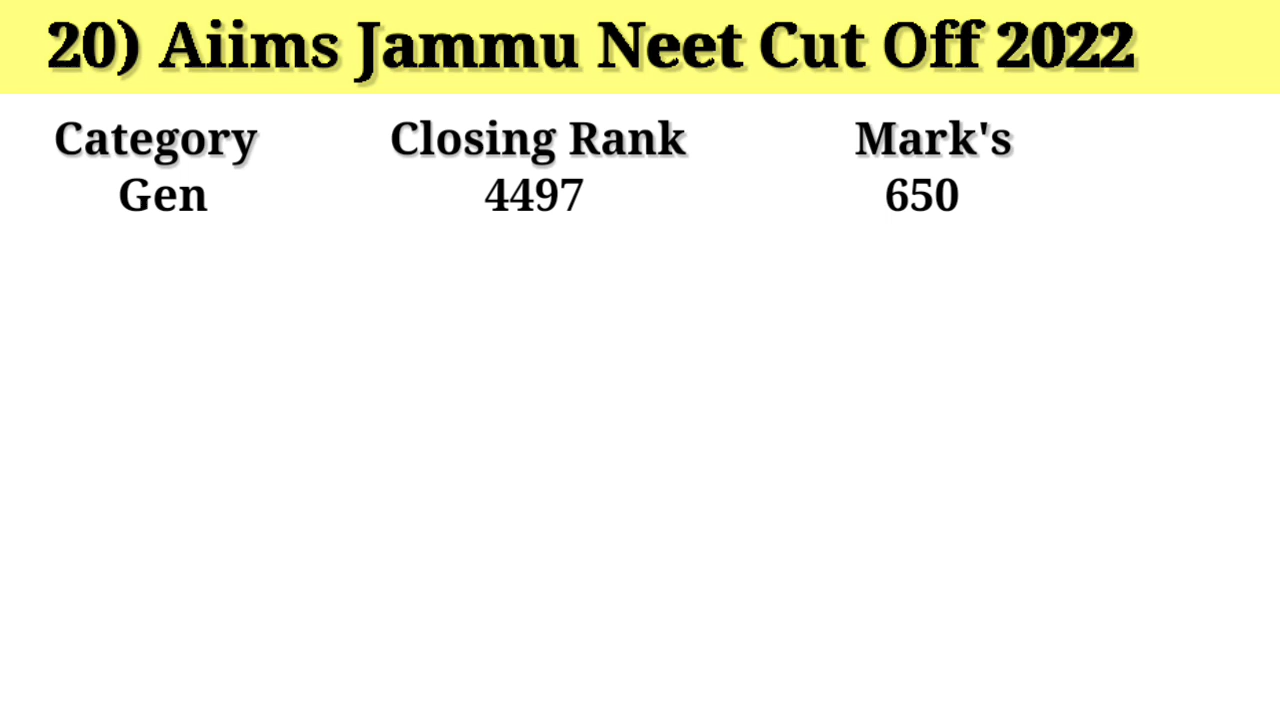 20) Aiims Jammu Neet Cut Off 2022
Category Closing Rank Mark's
Gen 4497 650